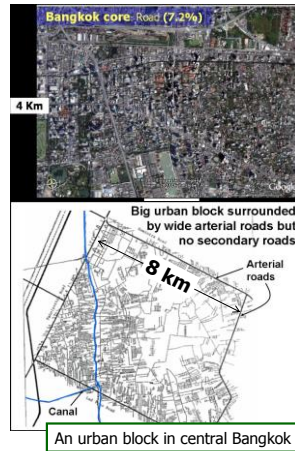 Bangkok core: Road (7.2%)
4 Km
Google
Big urban block surrounded
by wide arterial roads but
no secondary roads
8 km
Arterial
roads
Canal
An urban block in central Bangkok